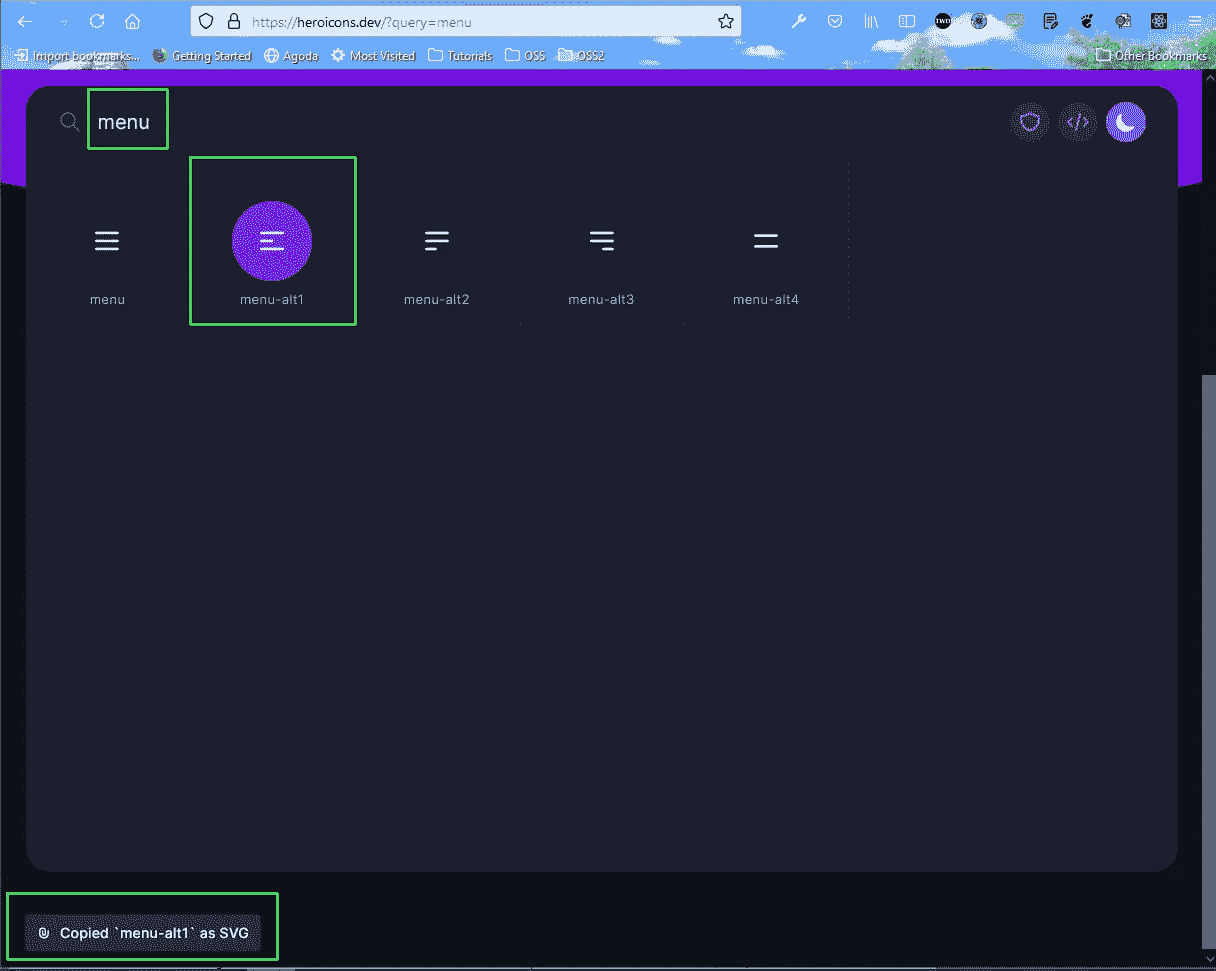 https://heroicons.dev/?query=menu
TWD
Import bookmarks... Getting Started Agoda Most Visited Tutorials OSS OSS2 Other Bookmarks
menu
menu menu-alt1 menu-alt2 menu-alt3 menu-alt4
Copied `menu-alt1` as SVG